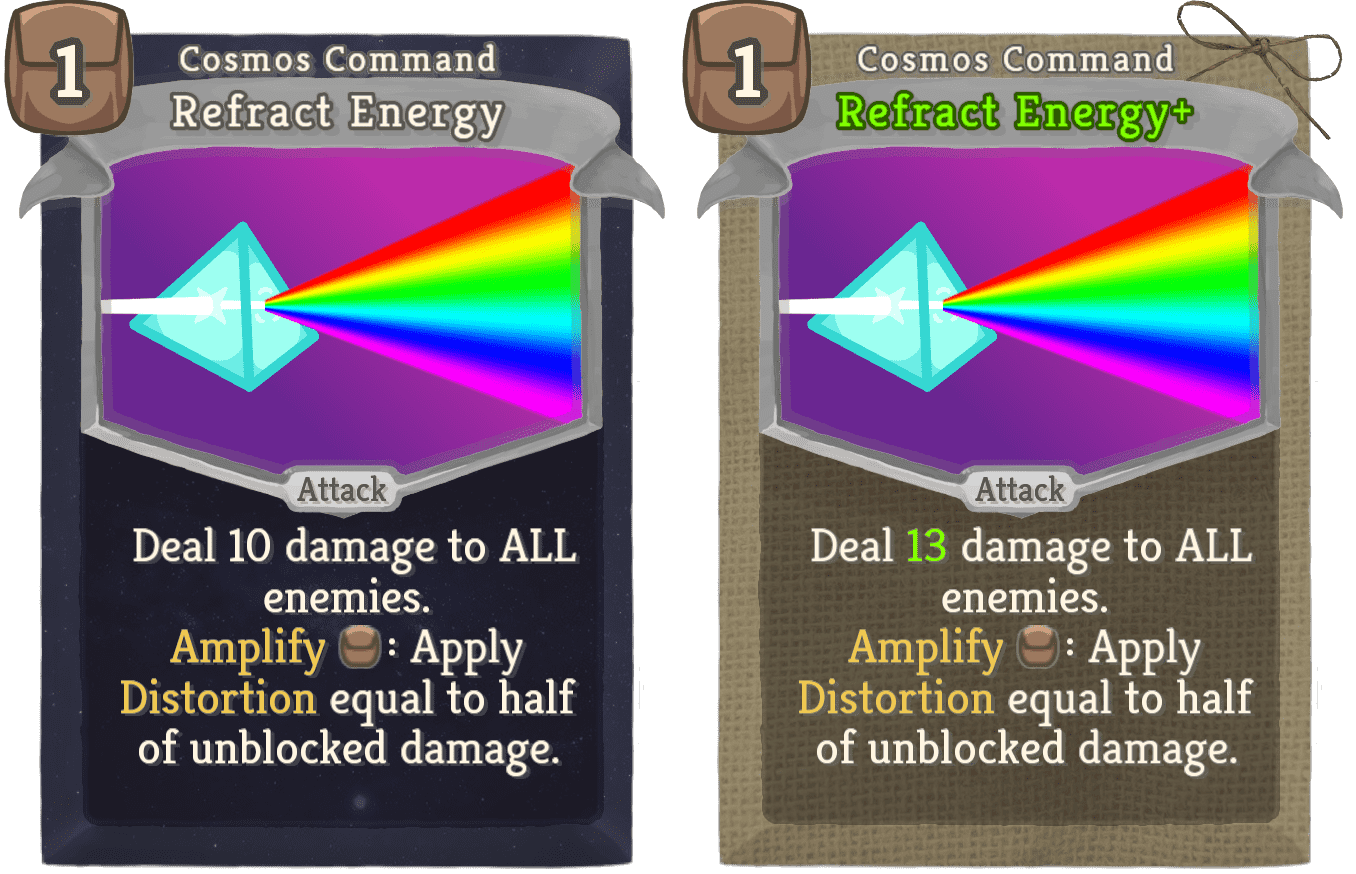 1
Cosmos Command
Refract Energy
Attack
Deal 10 damage to ALL
enemies.
Amplify : Apply
Distortion equal to half
of unblocked damage.
1
Cosmos Command
Refract Energy+
Attack
Deal 13 damage to ALL
enemies.
Amplify : Apply
Distortion equal to half
of unblocked damage.